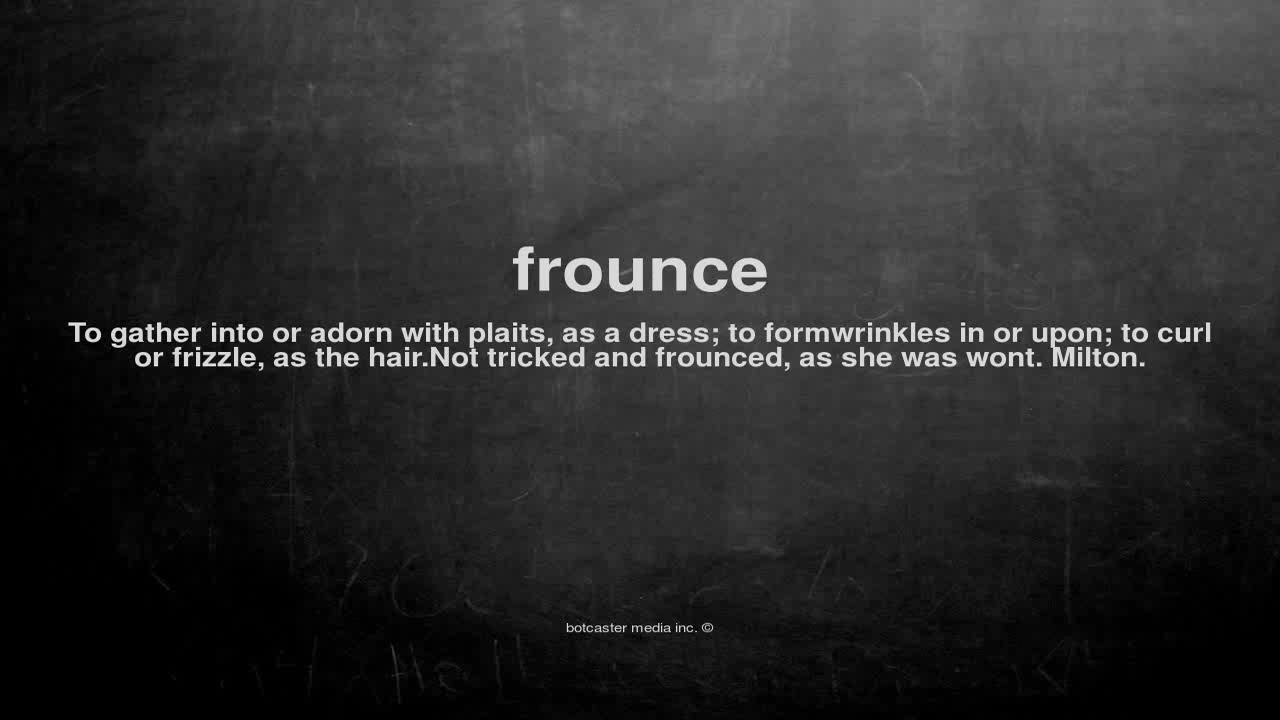 frounce
To gather into or adorn with plaits, as a dress; to formwrinkles in or upon; to curl
or frizzle, as the hair.Not tricked and frounced, as she was wont. Milton.
botcaster media inc. ©